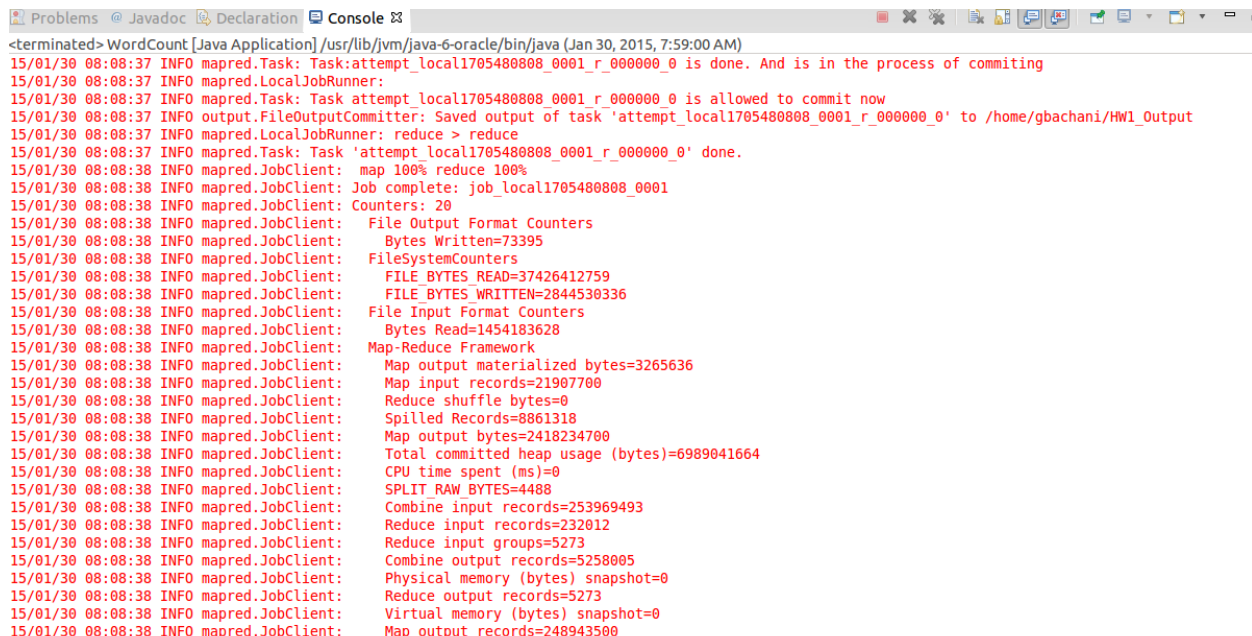 Problems @ Javadoc Declaration Console
<terminated> WordCount [Java Application] /usr/lib/jvm/java-6-oracle/bin/java (Jan 30, 2015, 7:59:00 AM)
15/01/30 08:08:37 INFO mapred.Task: Task:attempt_local1705480808_0001_r_000000_0 is done. And is in the process of commiting
15/01/30 08:08:37 INFO mapred.LocalJobRunner:
15/01/30 08:08:37 INFO mapred.Task: Task attempt_local1705480808_0001_r_000000_0 is allowed to commit now
15/01/30 08:08:37 INFO output.FileOutputCommitter: Saved output of task 'attempt_local1705480808_0001_r_000000_0' to /home/gbachani/HW1_Output
15/01/30 08:08:37 INFO mapred.LocalJobRunner: reduce > reduce
15/01/30 08:08:37 INFO mapred.Task: Task 'attempt_local1705480808_0001_r_000000_0' done.
15/01/30 08:08:38 INFO mapred.JobClient:  map 100% reduce 100%
15/01/30 08:08:38 INFO mapred.JobClient: Job complete: job_local1705480808_0001
15/01/30 08:08:38 INFO mapred.JobClient: Counters: 20
15/01/30 08:08:38 INFO mapred.JobClient:   File Output Format Counters
15/01/30 08:08:38 INFO mapred.JobClient:     Bytes Written=73395
15/01/30 08:08:38 INFO mapred.JobClient:   FileSystemCounters
15/01/30 08:08:38 INFO mapred.JobClient:     FILE_BYTES_READ=37426412759
15/01/30 08:08:38 INFO mapred.JobClient:     FILE_BYTES_WRITTEN=2844530336
15/01/30 08:08:38 INFO mapred.JobClient:   File Input Format Counters
15/01/30 08:08:38 INFO mapred.JobClient:     Bytes Read=1454183628
15/01/30 08:08:38 INFO mapred.JobClient:   Map-Reduce Framework
15/01/30 08:08:38 INFO mapred.JobClient:     Map output materialized bytes=3265636
15/01/30 08:08:38 INFO mapred.JobClient:     Map input records=21907700
15/01/30 08:08:38 INFO mapred.JobClient:     Reduce shuffle bytes=0
15/01/30 08:08:38 INFO mapred.JobClient:     Spilled Records=8861318
15/01/30 08:08:38 INFO mapred.JobClient:     Map output bytes=2418234700
15/01/30 08:08:38 INFO mapred.JobClient:     Total committed heap usage (bytes)=6989041664
15/01/30 08:08:38 INFO mapred.JobClient:     CPU time spent (ms)=0
15/01/30 08:08:38 INFO mapred.JobClient:     SPLIT_RAW_BYTES=4488
15/01/30 08:08:38 INFO mapred.JobClient:     Combine input records=253969493
15/01/30 08:08:38 INFO mapred.JobClient:     Reduce input records=232012
15/01/30 08:08:38 INFO mapred.JobClient:     Reduce input groups=5273
15/01/30 08:08:38 INFO mapred.JobClient:     Combine output records=5258005
15/01/30 08:08:38 INFO mapred.JobClient:     Physical memory (bytes) snapshot=0
15/01/30 08:08:38 INFO mapred.JobClient:     Reduce output records=5273
15/01/30 08:08:38 INFO mapred.JobClient:     Virtual memory (bytes) snapshot=0
15/01/30 08:08:38 INFO mapred.JobClient:     Map output records=248943500